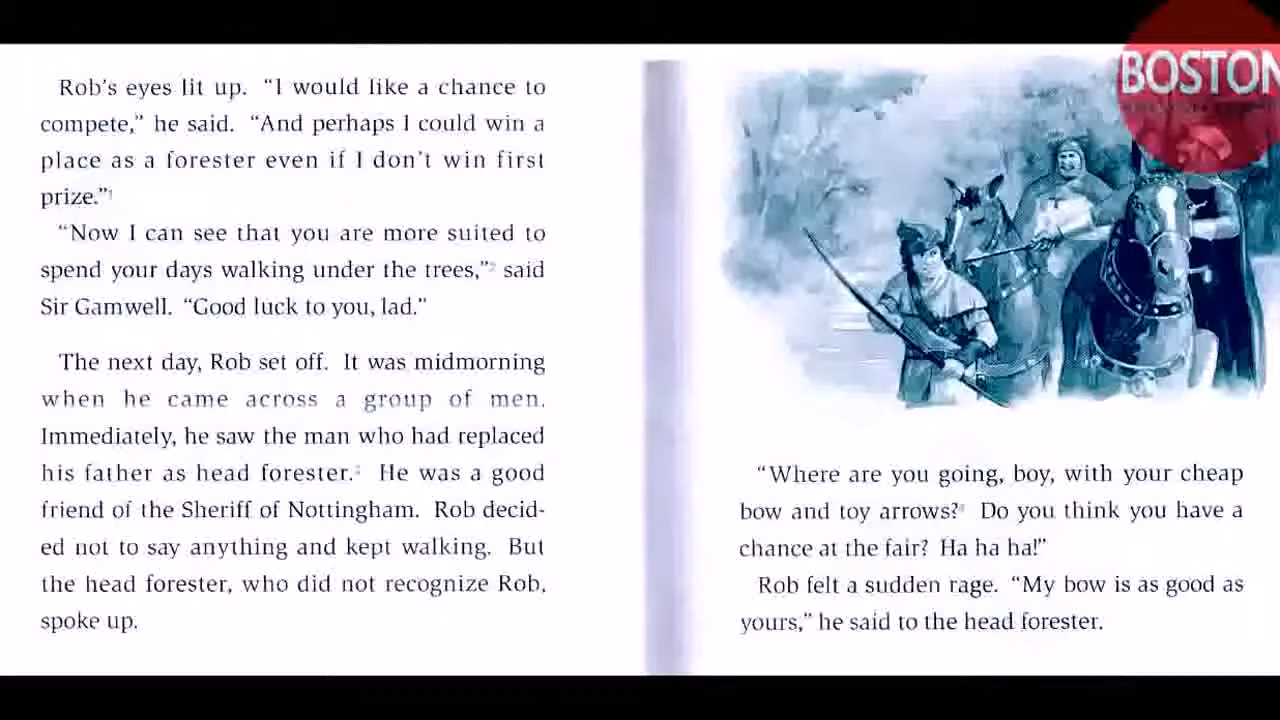 Rob's eyes lit up. "I would like a chance to
compete," he said. "And perhaps I could win a
place as a forester even if I don't win first
prize."¹
"Now I can see that you are more suited to
spend your days walking under the trees,"² said
Sir Gamwell. "Good luck to you, lad."
The next day, Rob set off. It was midmorning
when he came across a group of men.
Immediately, he saw the man who had replaced
his father as head forester.
He was a good
friend of the Sheriff of Nottingham. Rob decid-
ed not to say anything and kept walking. But
the head forester, who did not recognize Rob,
spoke up.
BOSTON
"Where are you going, boy, with your cheap
bow and toy arrows? Do you think you have a
chance at the fair? Ha ha ha!"
Rob felt a sudden rage. "My bow is as good as
yours," he said to the head forester.